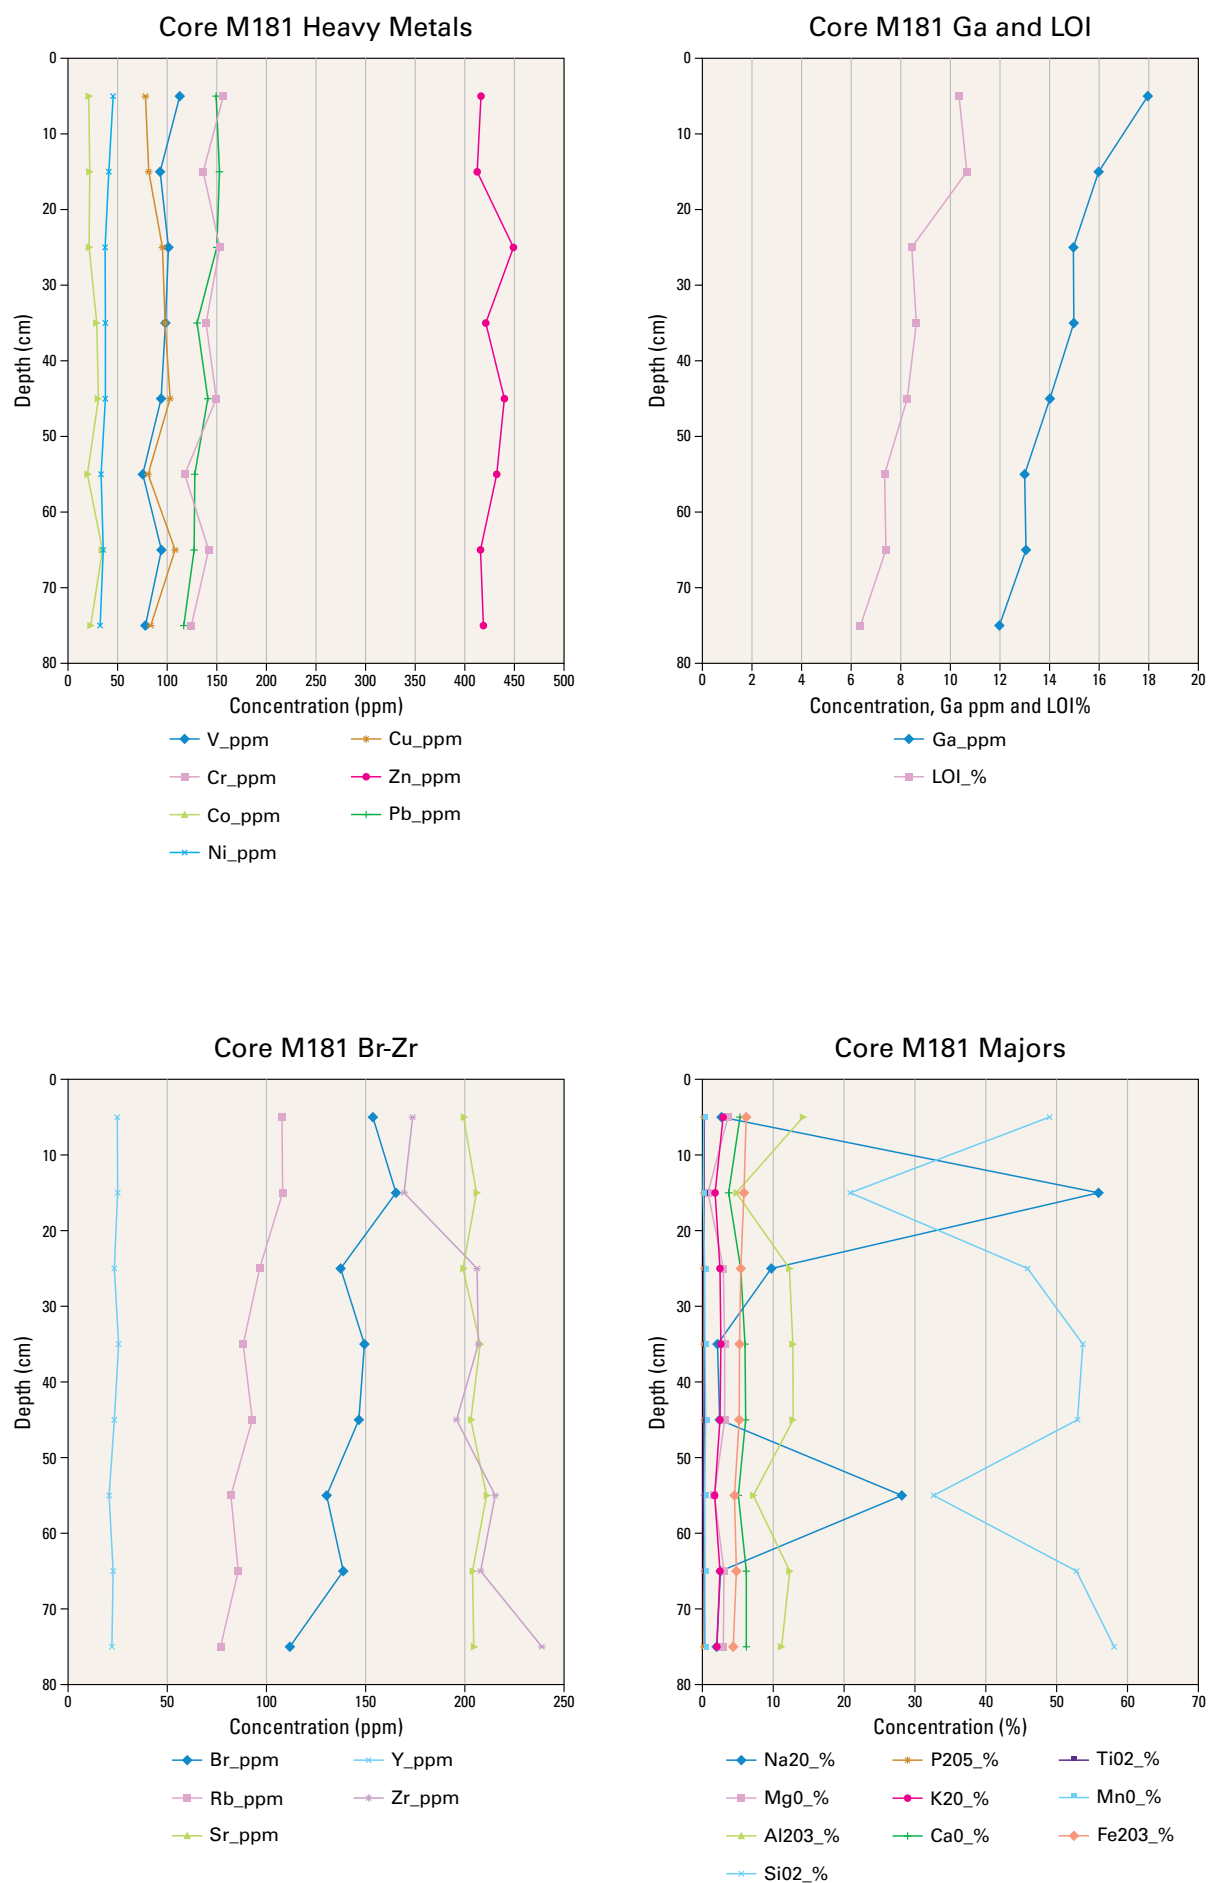 Core M181 Heavy Metals
0
10
20
30
40
50
60
70
80
Depth (cm)
0 50 100 150 200 250 300 350 400 450 500
Concentration (ppm)
V_ppm Cu_ppm
Cr_ppm Zn_ppm
Co_ppm Pb_ppm
Ni_ppm
Core M181 Ga and LOI
0
10
20
30
40
50
60
70
80
Depth (cm)
0 2 4 6 8 10 12 14 16 18 20
Concentration, Ga ppm and LOI%
Ga_ppm
LOI_%
Core M181 Br-Zr
0
10
20
30
40
50
60
70
80
Depth (cm)
0 50 100 150 200 250
Concentration (ppm)
Br_ppm Y_ppm
Rb_ppm Zr_ppm
Sr_ppm
Core M181 Majors
0
10
20
30
40
50
60
70
80
Depth (cm)
0 10 20 30 40 50 60 70
Concentration (%)
Na20_% P205_% Ti02_%
Mg0_% K20_% Mn0_%
Al203_% Ca0_% Fe203_%
Si02_%